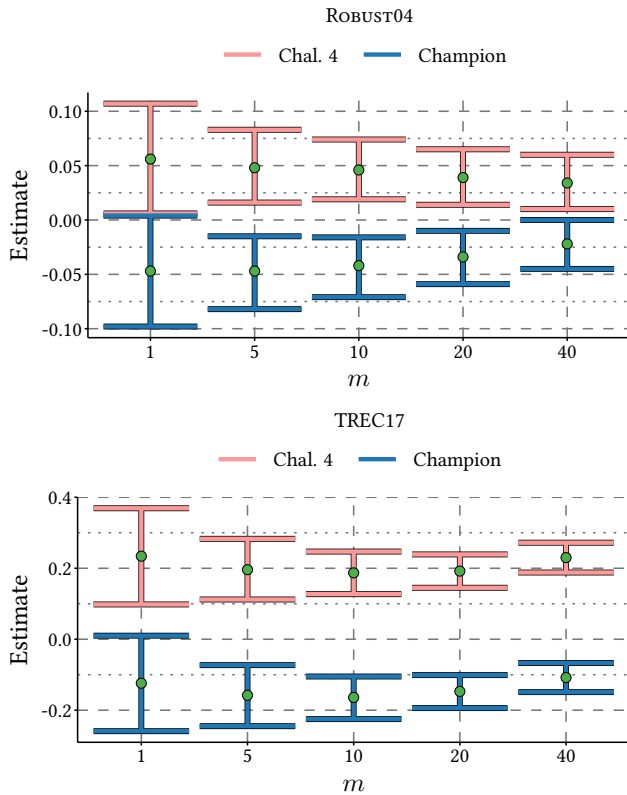 Robust04
Chal. 4 Champion
0.10
0.05
0.00
-0.05
-0.10
Estimate
1 5 10 20 40
m
TREC17
Chal. 4 Champion
0.4
0.2
0.0
-0.2
Estimate
1 5 10 20 40
m